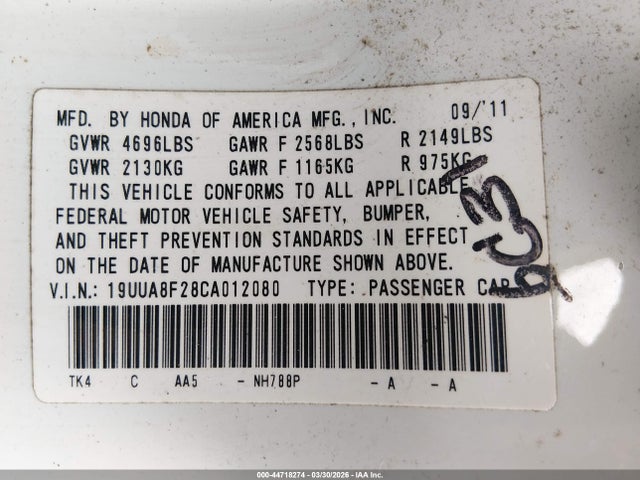 MFD. BY HONDA OF AMERICA MFG., INC. 09/'11
GVWR 4696LBS GAWR F 2568LBS R 2149LBS
GVWR 2130KG GAWR F 1165KG R 975KG
THIS VEHICLE CONFORMS TO ALL APPLICABLE
FEDERAL MOTOR VEHICLE SAFETY, BUMPER,
AND THEFT PREVENTION STANDARDS IN EFFECT
ON THE DATE OF MANUFACTURE SHOWN ABOVE.
V.I.N.: 19UUA8F28CA012080 TYPE: PASSENGER CAR
TK4 C AA5 - NH788P - A - A
000-44718274 - 03/30/2026 - IAA Inc.